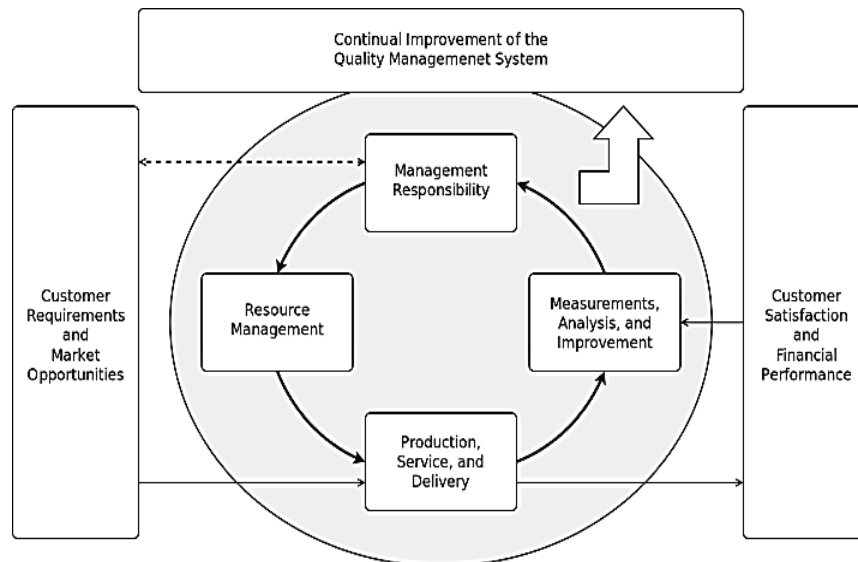 Continual Improvement of the
Quality Managemenet System
Customer
Requirements
and
Market
Opportunities
Management
Responsibility
Resource
Management
Measurements,
Analysis, and
Improvement
Production,
Service, and
Delivery
Customer
Satisfaction
and
Financial
Performance